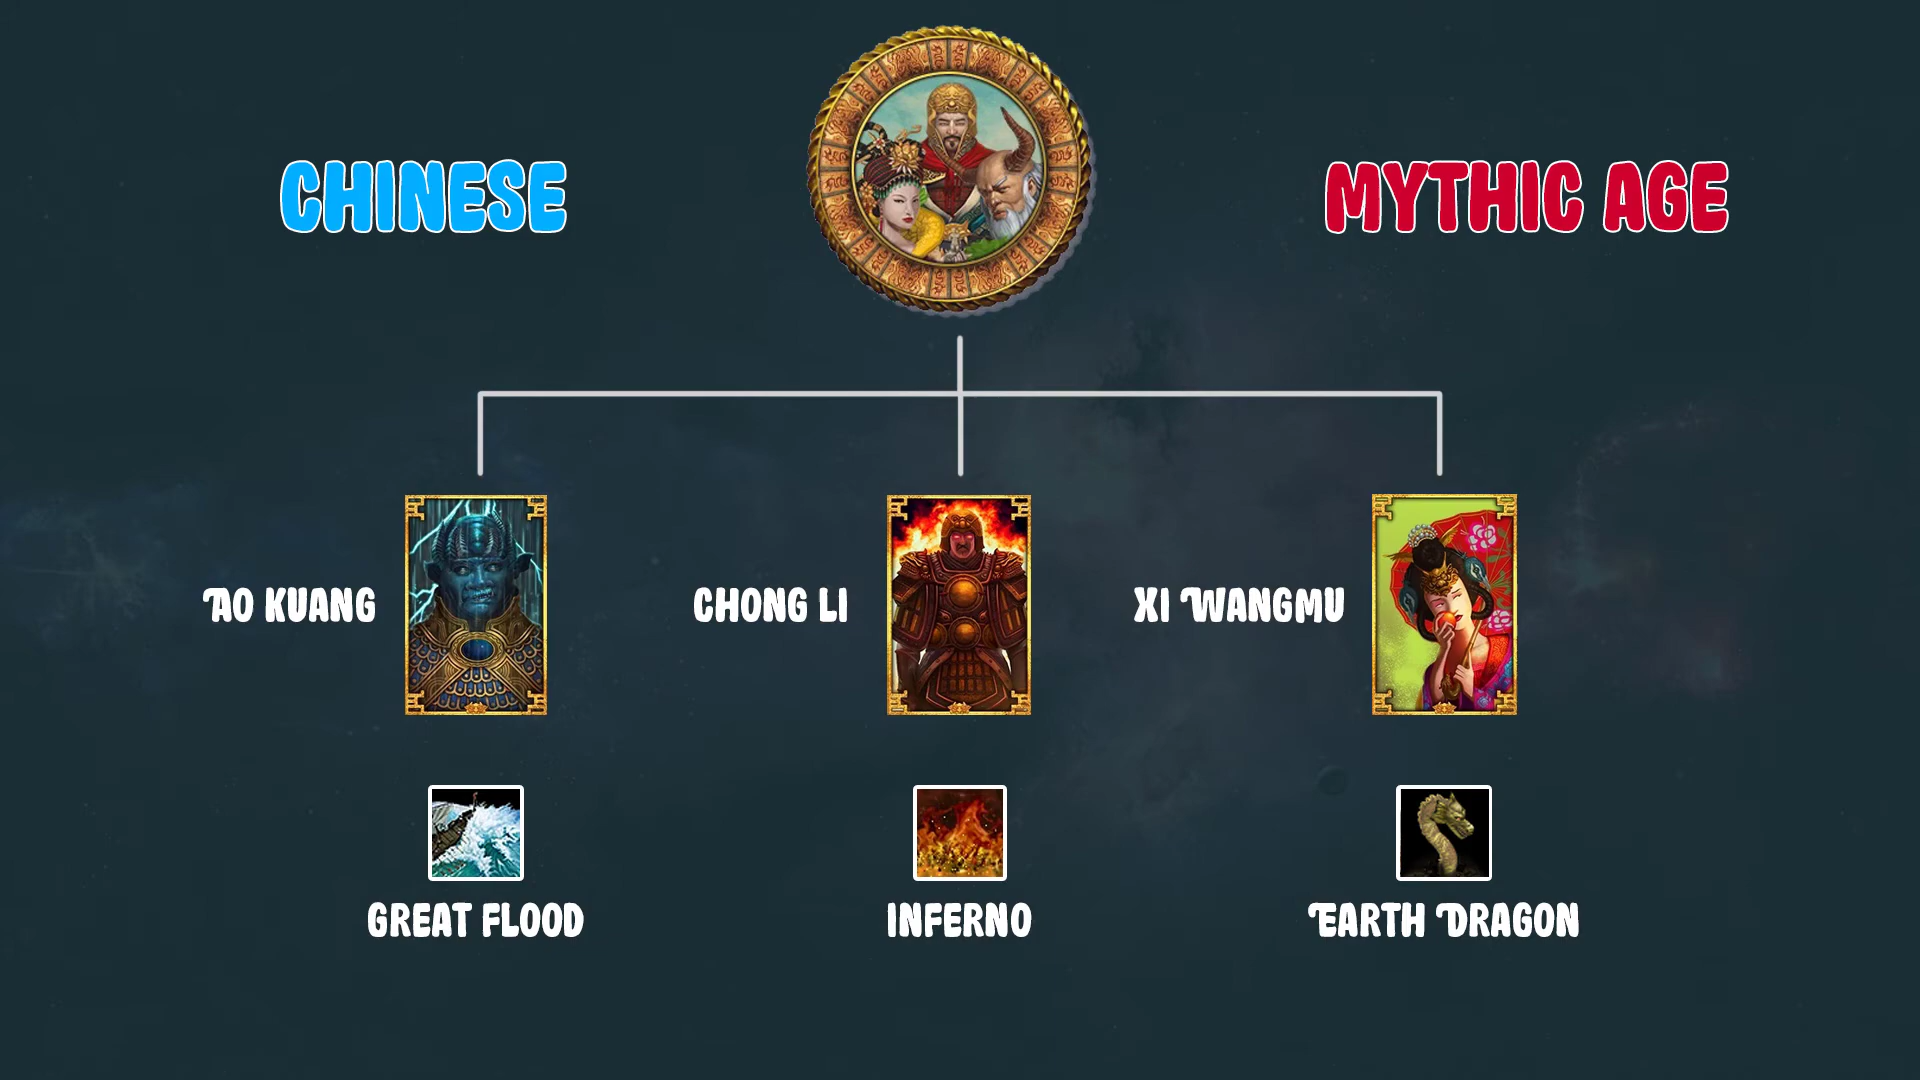 CHINESE
MYTHIC AGE
AO KUANG
CHONG LI
XI WANGMU
GREAT FLOOD
INFERNO
EARTH DRAGON